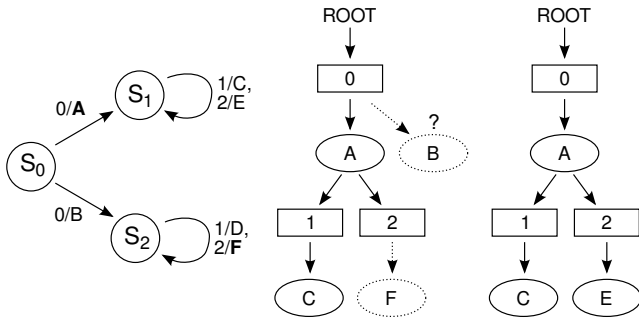 ROOT
ROOT
0
0
S1
1/C,
2/E
0/A
?
A
B
A
S0
0/B
S2
1/D,
2/F
1
2
1
2
C
F
C
E